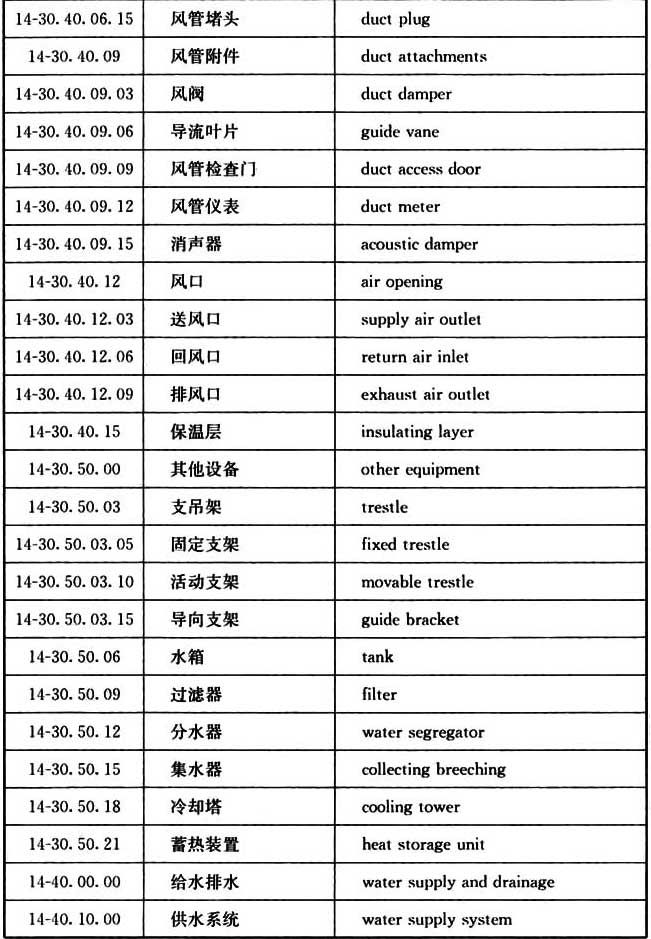 14-30.40.06.15 风管堵头 duct plug
14-30.40.09 风管附件 duct attachments
14-30.40.09.03 风阀 duct damper
14-30.40.09.06 导流叶片 guide vane
14-30.40.09.09 风管检查门 duct access door
14-30.40.09.12 风管仪表 duct meter
14-30.40.09.15 消声器 acoustic damper
14-30.40.12 风口 air opening
14-30.40.12.03 送风口 supply air outlet
14-30.40.12.06 回风口 return air inlet
14-30.40.12.09 排风口 exhaust air outlet
14-30.40.15 保温层 insulating layer
14-30.50.00 其他设备 other equipment
14-30.50.03 支吊架 trestle
14-30.50.03.05 固定支架 fixed trestle
14-30.50.03.10 活动支架 movable trestle
14-30.50.03.15 导向支架 guide bracket
14-30.50.06 水箱 tank
14-30.50.09 过滤器 filter
14-30.50.12 分水器 water segregator
14-30.50.15 集水器 collecting breeching
14-30.50.18 冷却塔 cooling tower
14-30.50.21 蓄热装置 heat storage unit
14-40.00.00 给水排水 water supply and drainage
14-40.10.00 供水系统 water supply system